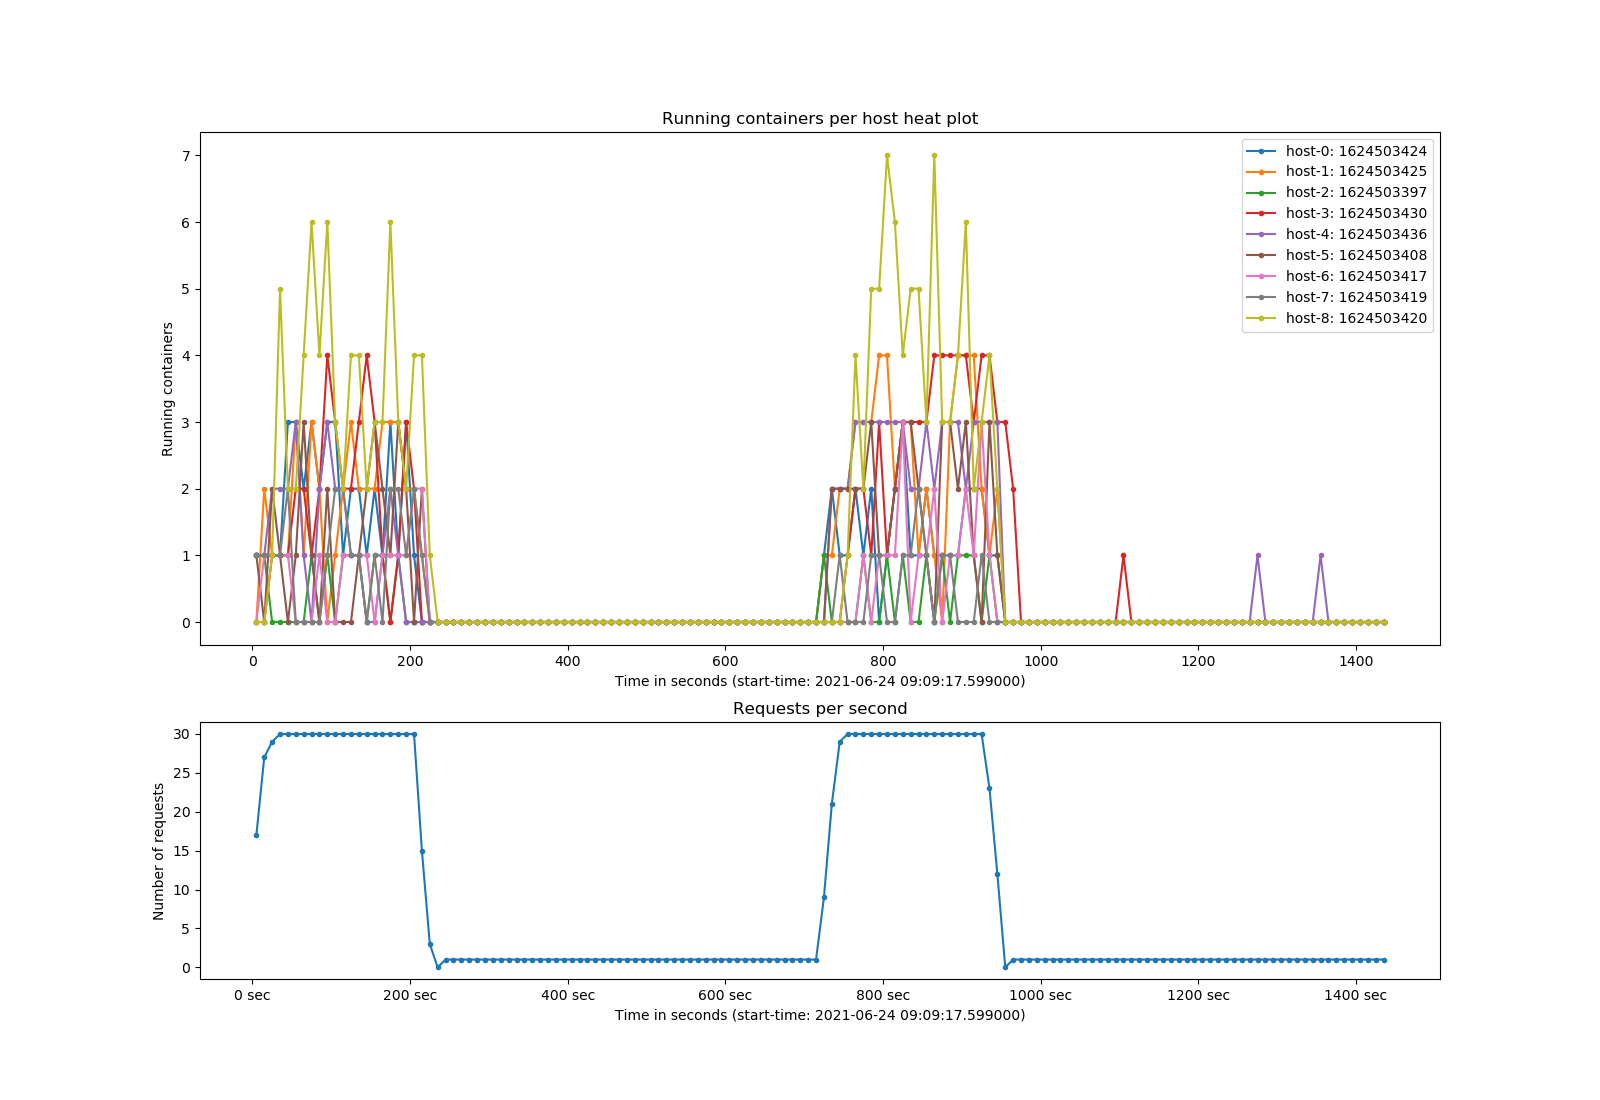 Running containers per host heat plot
7
6
5
4
3
2
1
0
Running containers
host-0: 1624503424
host-1: 1624503425
host-2: 1624503397
host-3: 1624503430
host-4: 1624503436
host-5: 1624503408
host-6: 1624503417
host-7: 1624503419
host-8: 1624503420
0 200 400 600 800 1000 1200 1400
Time in seconds (start-time: 2021-06-24 09:09:17.599000)
Requests per second
30
25
20
15
10
5
0
Number of requests
0 sec 200 sec 400 sec 600 sec 800 sec 1000 sec 1200 sec 1400 sec
Time in seconds (start-time: 2021-06-24 09:09:17.599000)